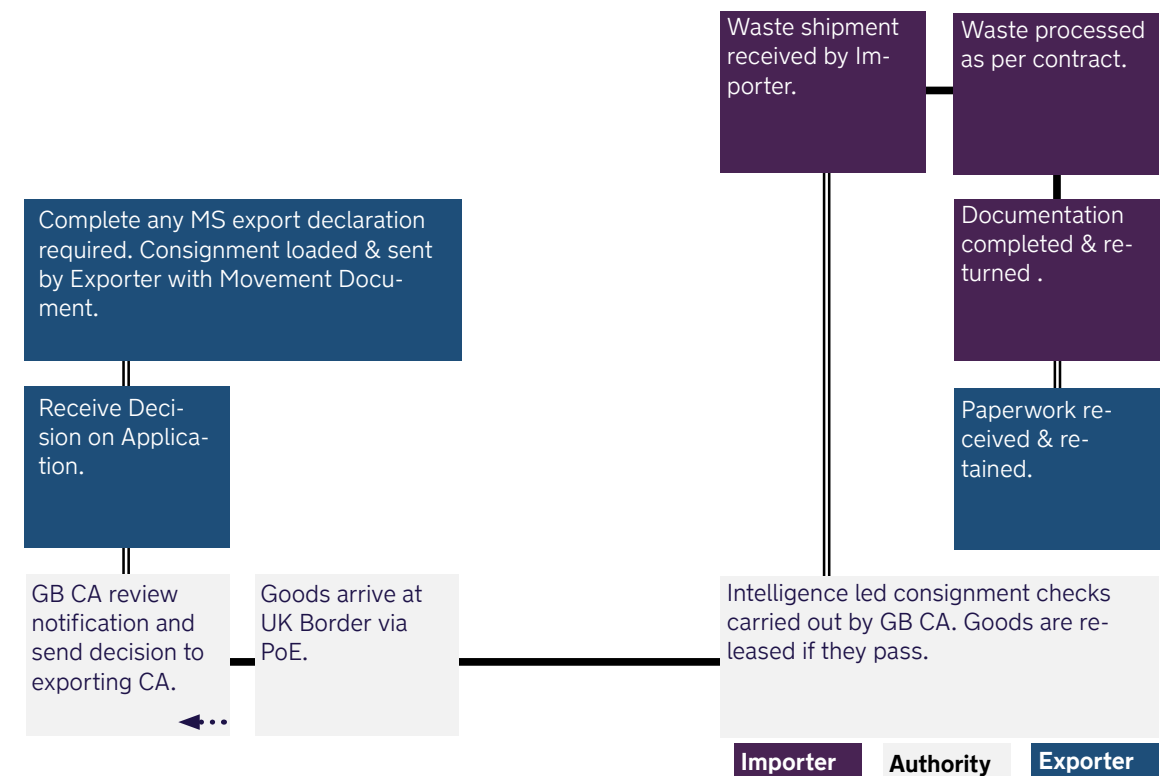 Waste shipment
received by Im-
porter.
Waste processed
as per contract.
Complete any MS export declaration
required. Consignment loaded & sent
by Exporter with Movement Docu-
ment.
Documentation
completed & re-
turned .
Receive Deci-
sion on Applica-
tion.
Paperwork re-
ceived & re-
tained.
GB CA review
notification and
send decision to
exporting CA.
Goods arrive at
UK Border via
PoE.
Intelligence led consignment checks
carried out by GB CA. Goods are re-
leased if they pass.
Importer
Authority
Exporter